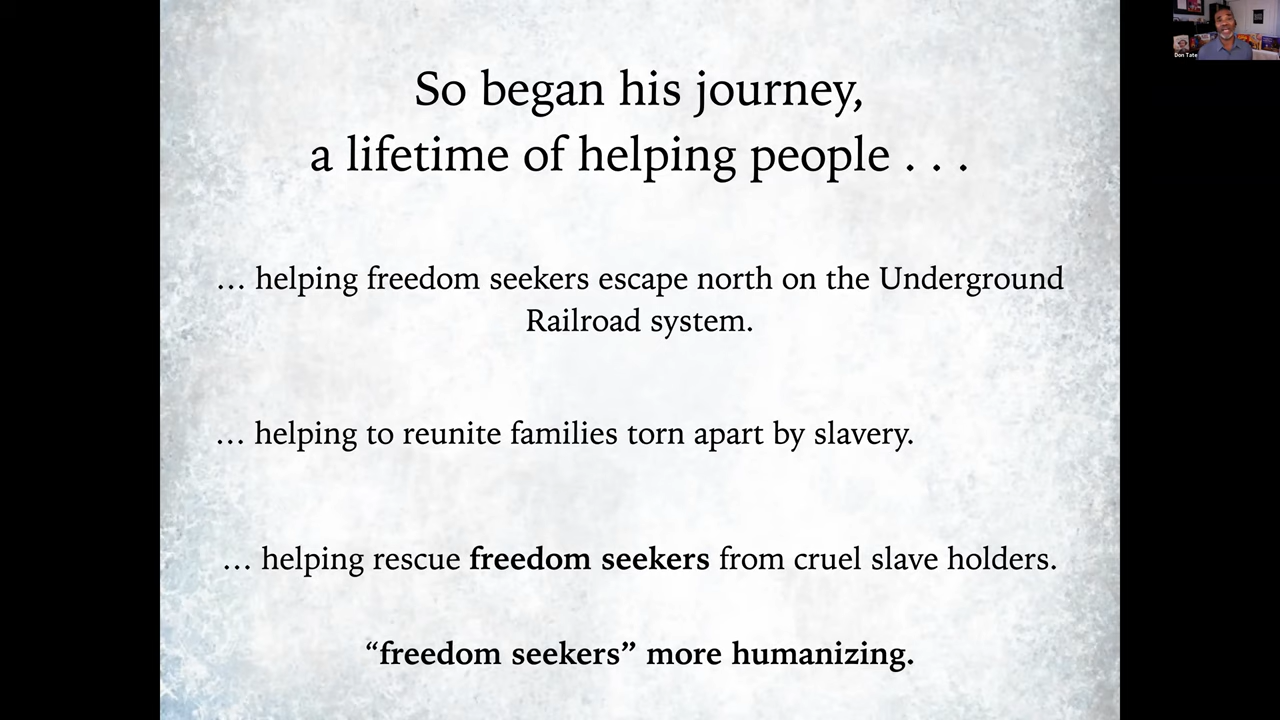 So began his journey,
a lifetime of helping people . . .
… helping freedom seekers escape north on the Underground
Railroad system.
… helping to reunite families torn apart by slavery.
… helping rescue freedom seekers from cruel slave holders.
“freedom seekers” more humanizing.
Don Tate